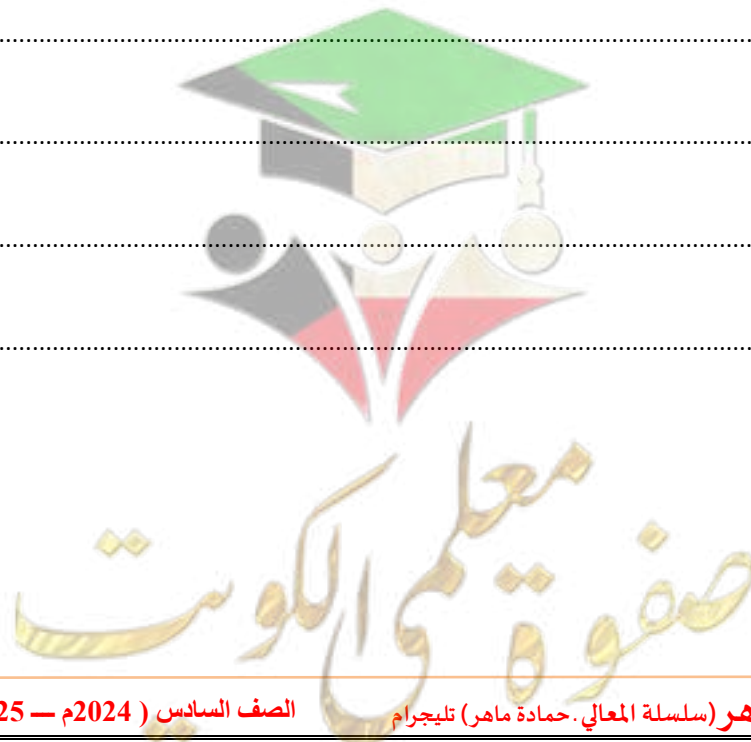 معلمي الكويت
صفوة
هر (سلسلة المعالي . حمادة ماهر) تليجرام الصف السادس ( 2024م — 25